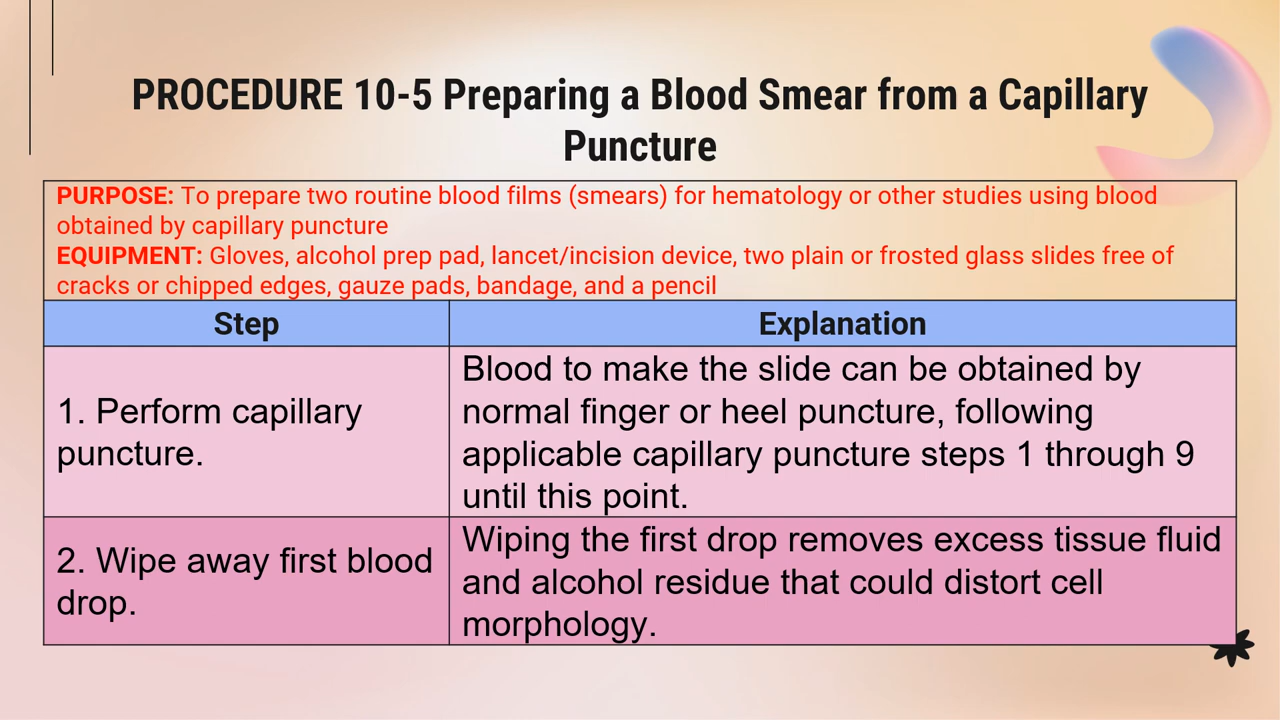 PROCEDURE 10-5 Preparing a Blood Smear from a Capillary
Puncture
PURPOSE: To prepare two routine blood films (smears) for hematology or other studies using blood
obtained by capillary puncture
EQUIPMENT: Gloves, alcohol prep pad, lancet/incision device, two plain or frosted glass slides free of
cracks or chipped edges, gauze pads, bandage, and a pencil
Step
Explanation
1. Perform capillary
puncture.
Blood to make the slide can be obtained by
normal finger or heel puncture, following
applicable capillary puncture steps 1 through 9
until this point.
2. Wipe away first blood
drop.
Wiping the first drop removes excess tissue fluid
and alcohol residue that could distort cell
morphology.